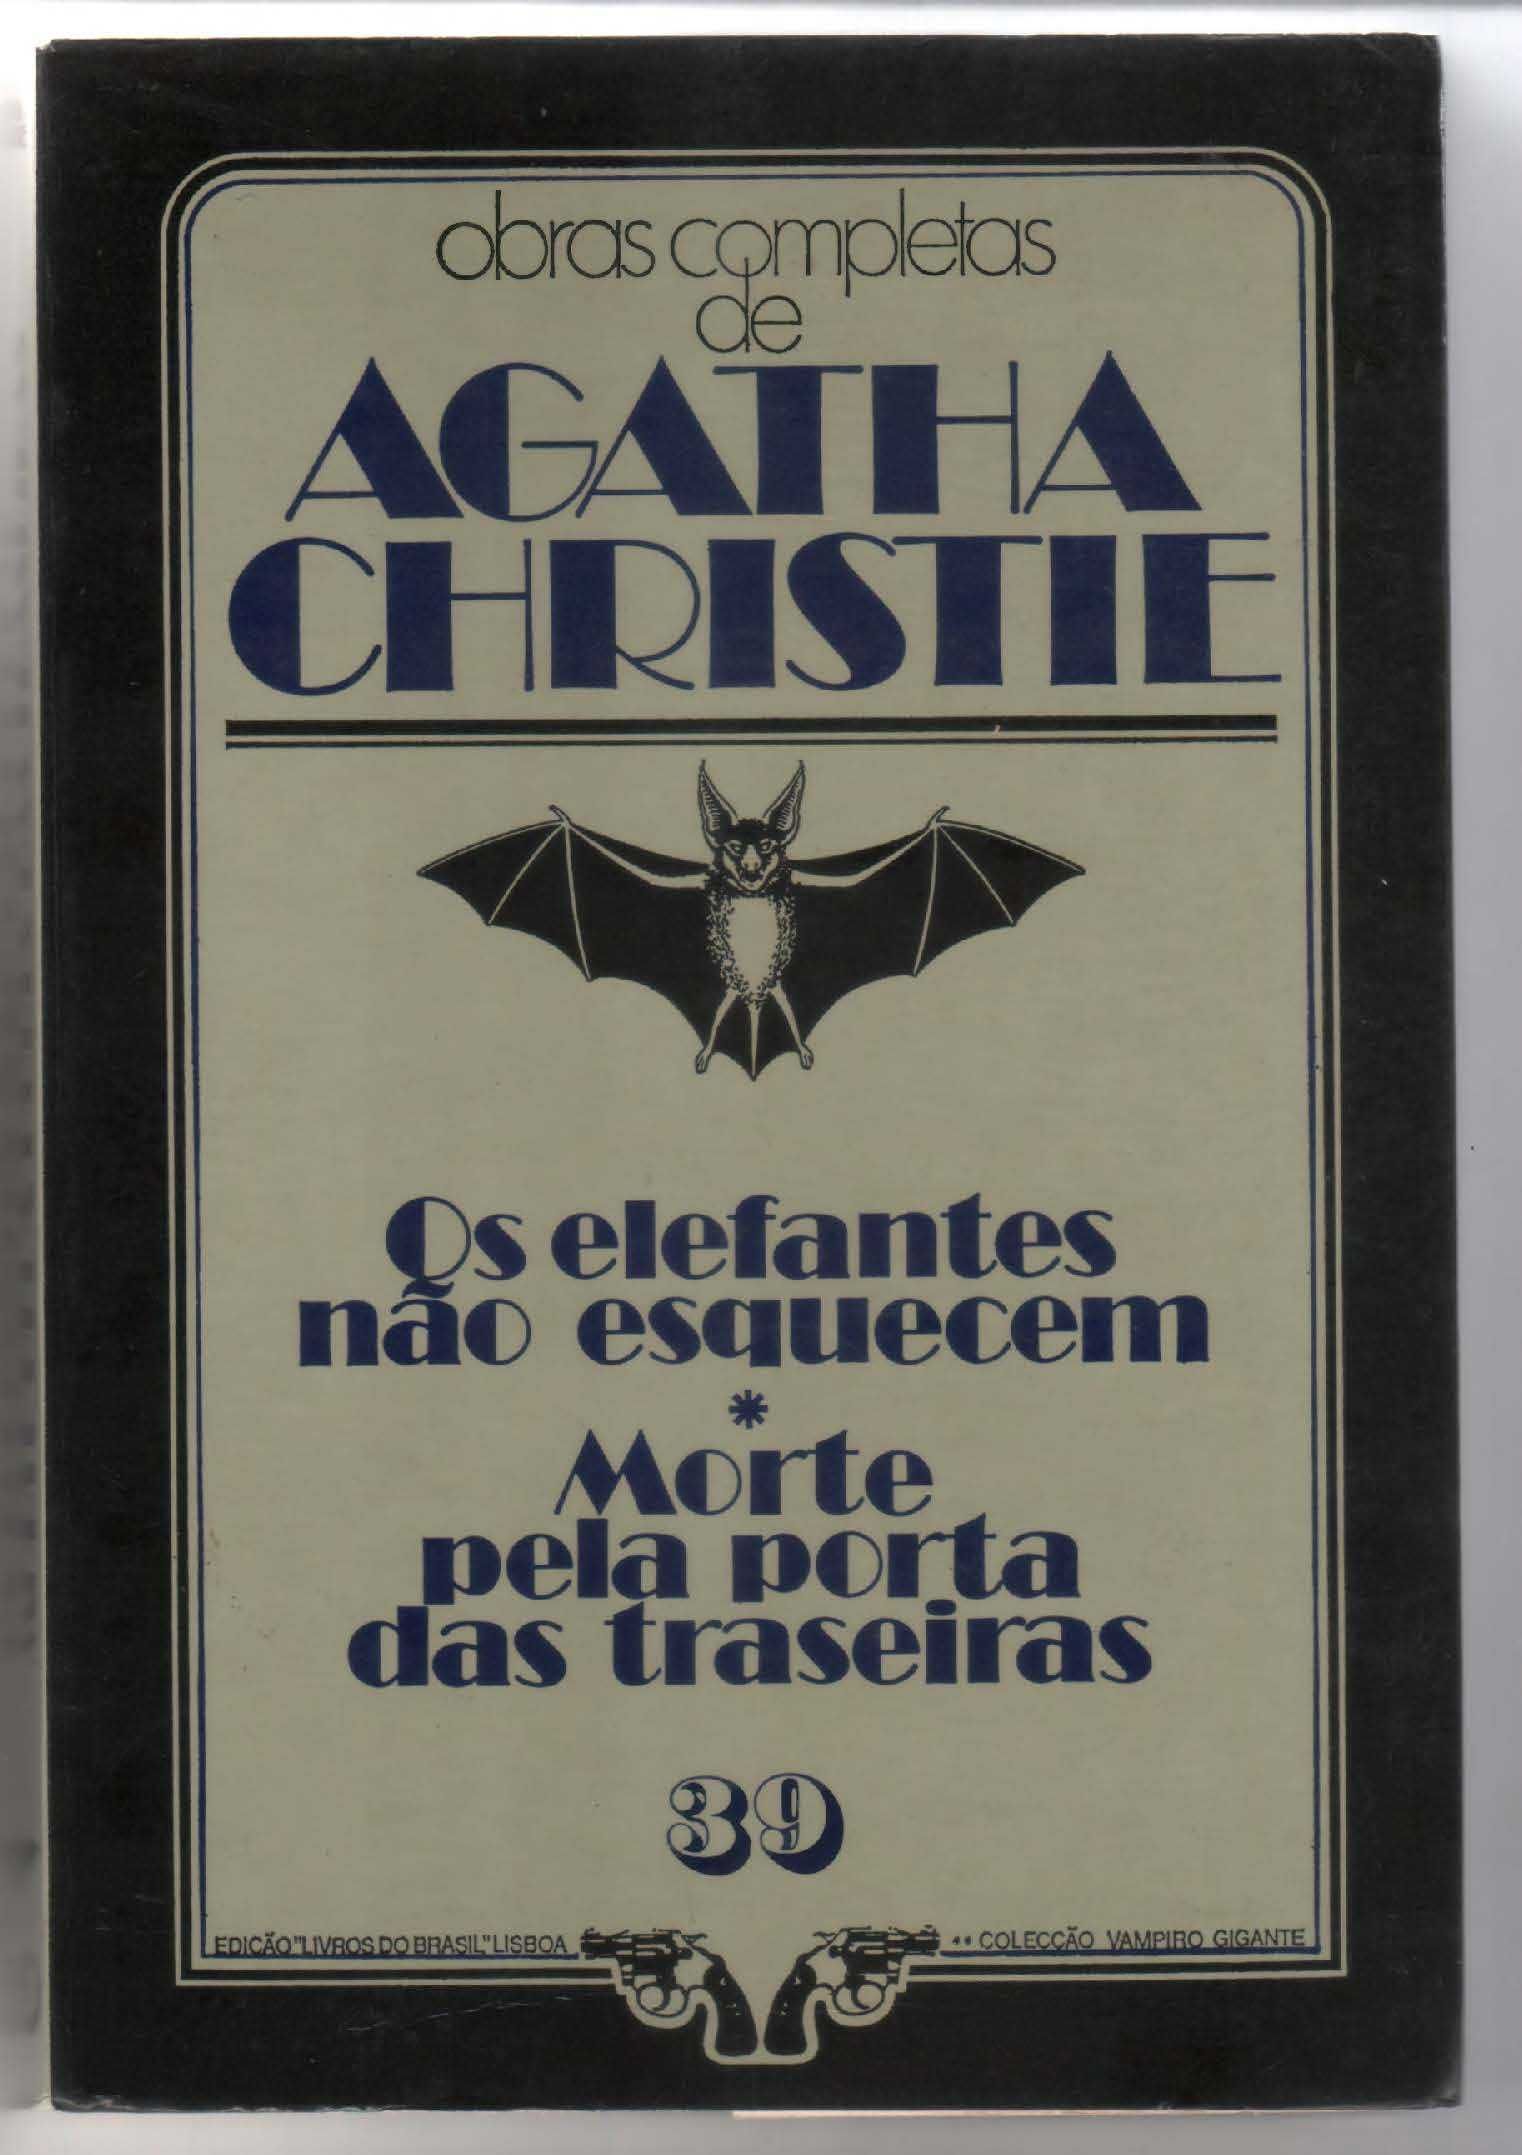 obras completas
de
AGATHA
CHRISTIE
Os elefantes
não esquecem
*
Morte
pela porta
das traseiras
39
EDIÇÃO "LIVROS DO BRASIL" LISBOA
** COLECÇÃO VAMPIRO GIGANTE